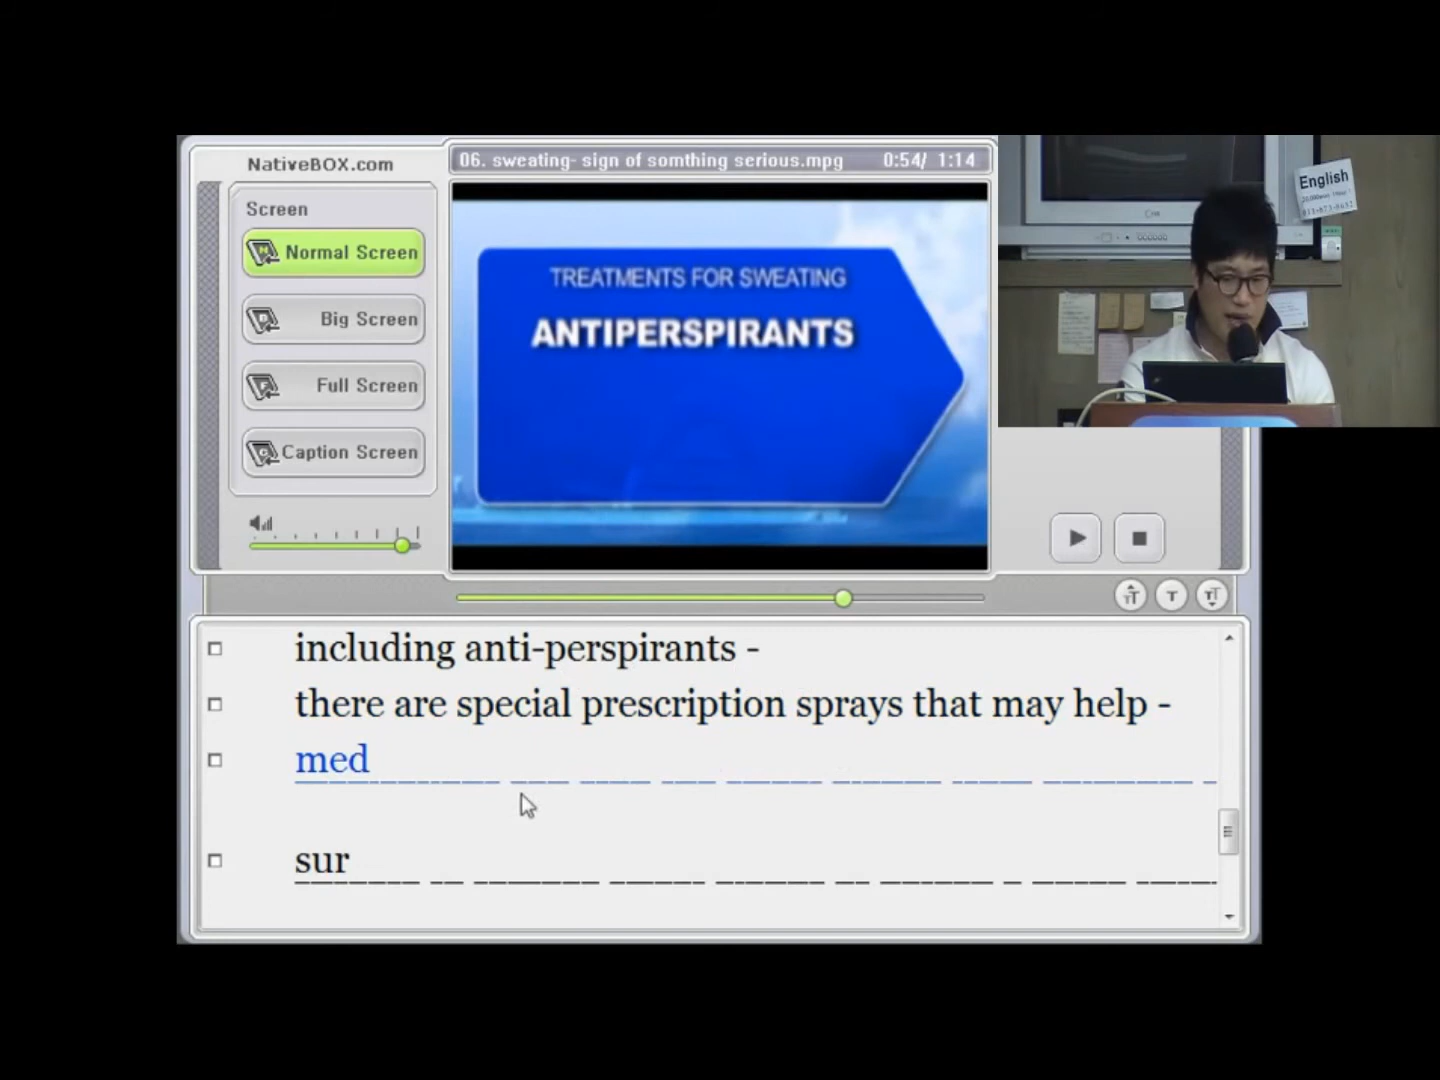 NativeBOX.com
06. sweating- sign of somthing serious.mpg 0:54/ 1:14
Screen
Normal Screen
Big Screen
Full Screen
Caption Screen
TREATMENTS FOR SWEATING
ANTIPERSPIRANTS
English
including anti-perspirants -
there are special prescription sprays that may help -
med
sur